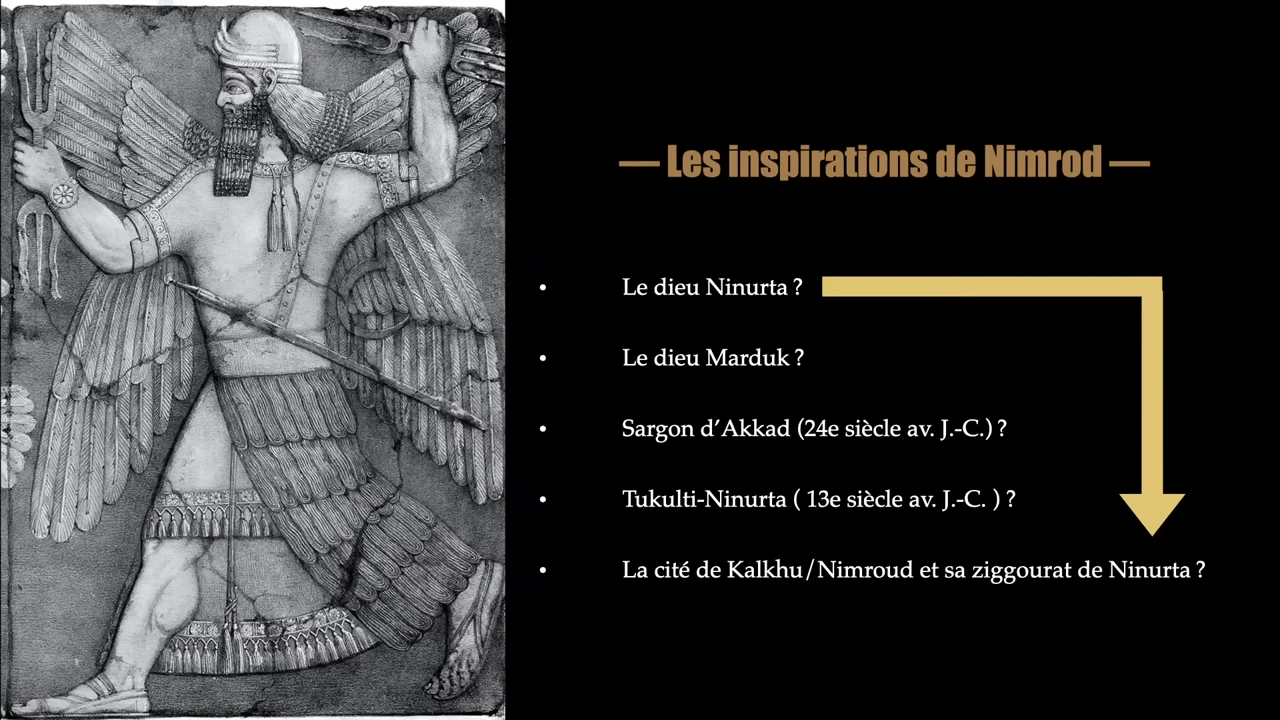 — Les inspirations de Nimrod —
• Le dieu Ninurta ?
• Le dieu Marduk ?
• Sargon d’Akkad (24e siècle av. J.-C.) ?
• Tukulti-Ninurta ( 13e siècle av. J.-C. ) ?
• La cité de Kalkhu/Nimroud et sa ziggourat de Ninurta ?